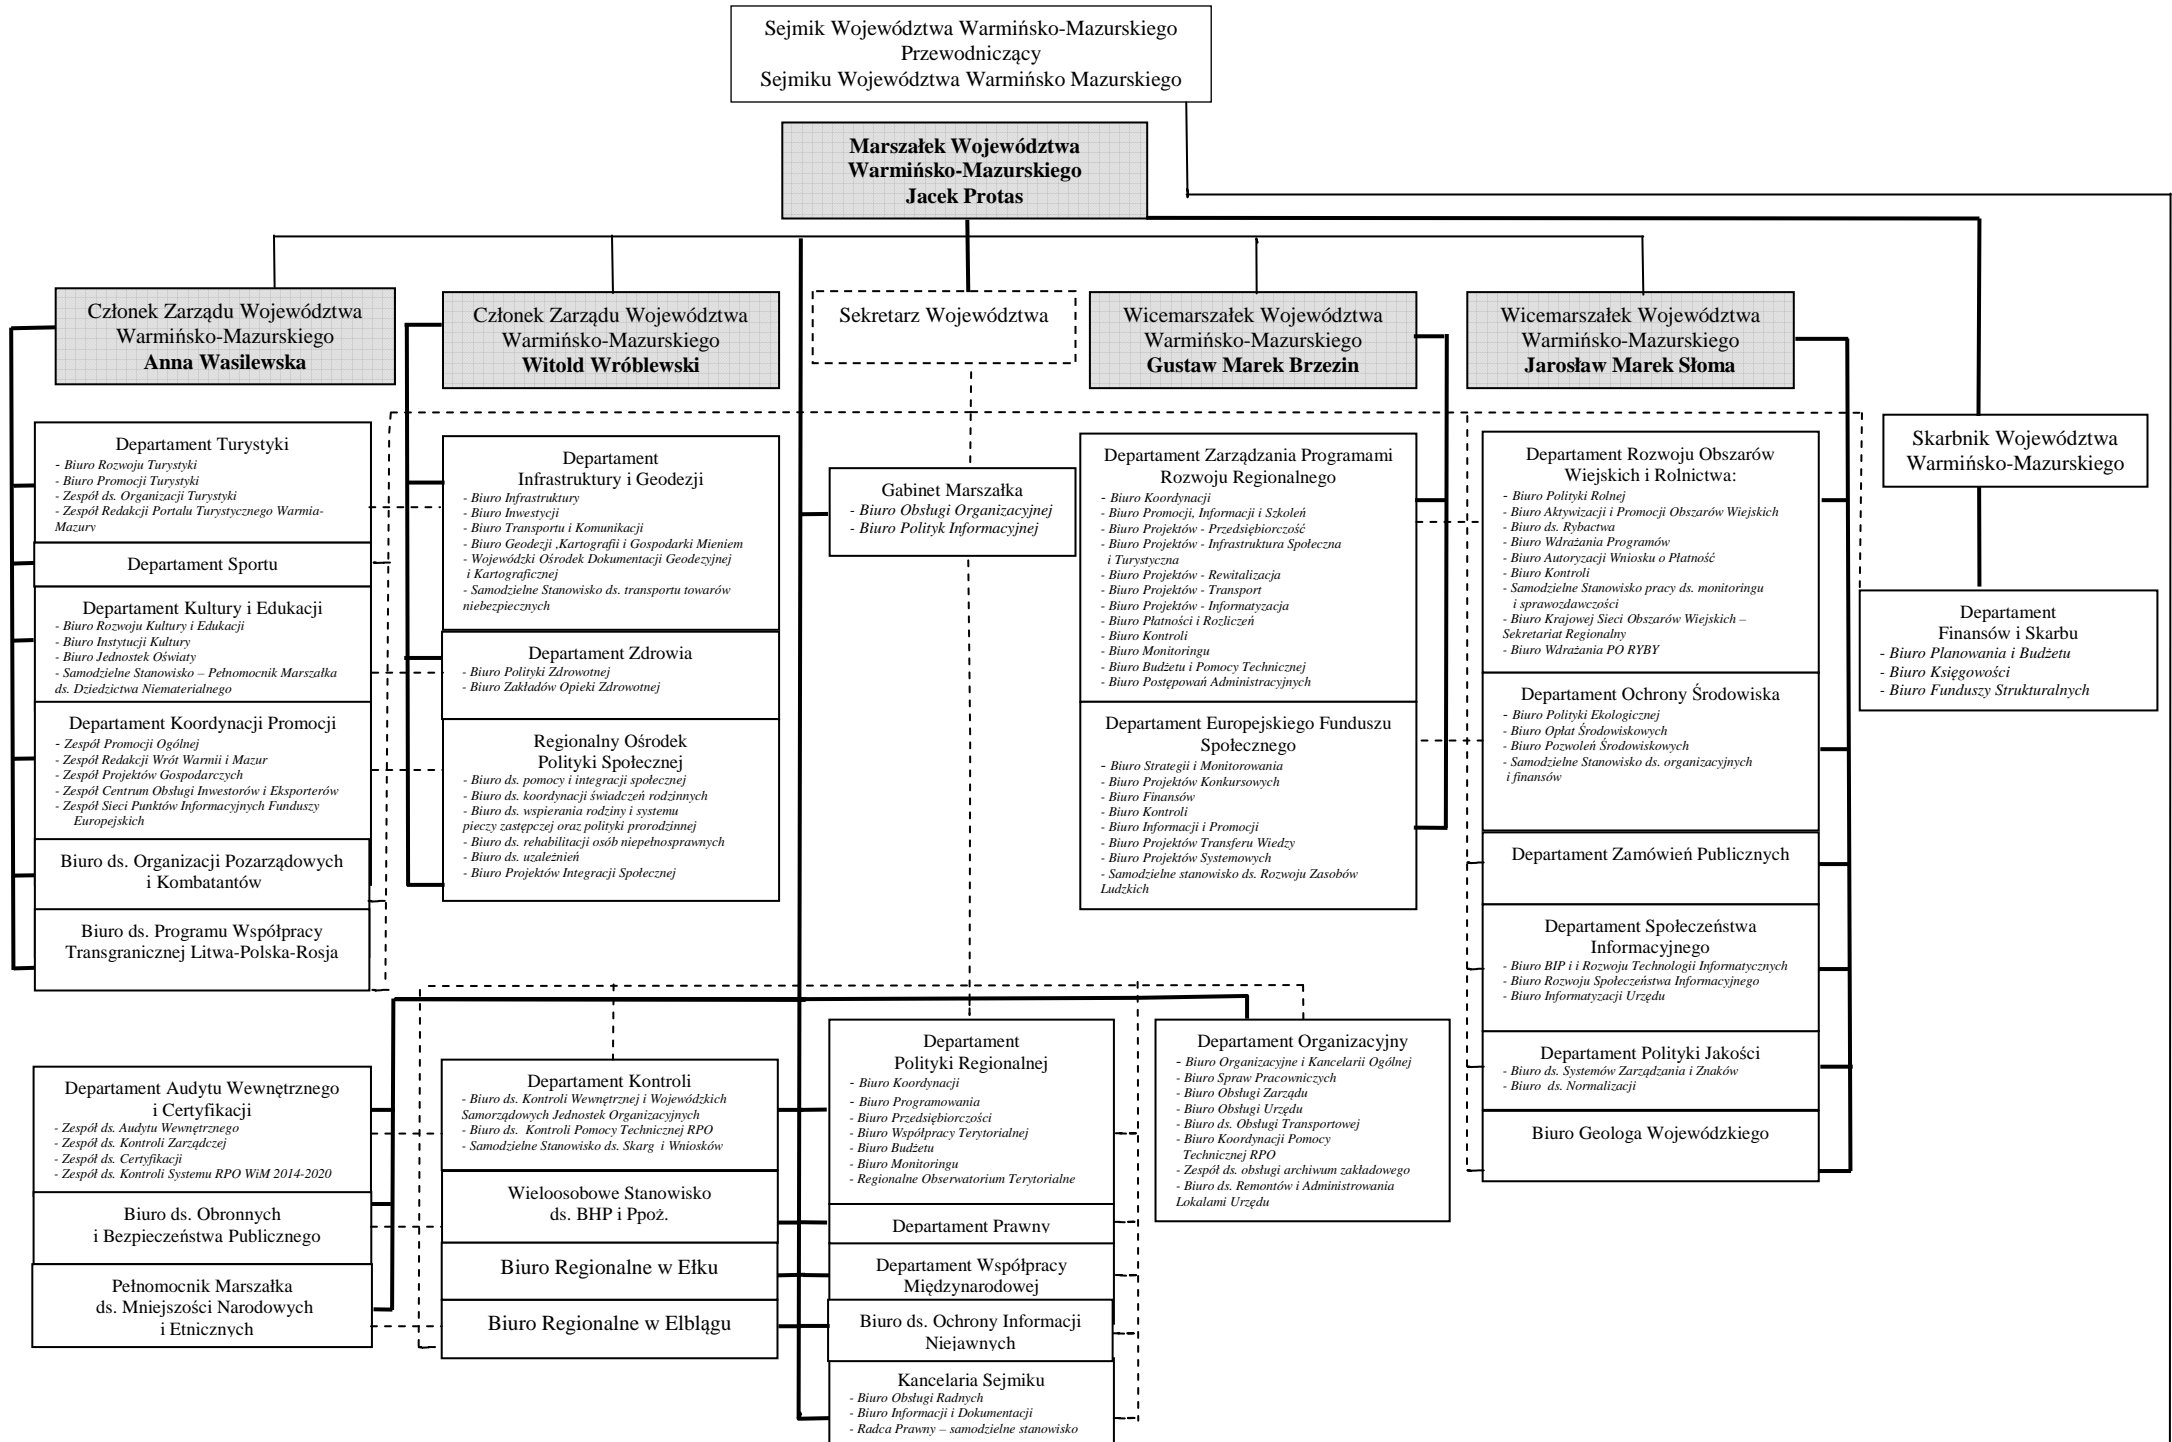 Sejmik Województwa Warmińsko-Mazurskiego
Przewodniczący
Sejmiku Województwa Warmińsko Mazurskiego
Marszałek Województwa
Warmińsko-Mazurskiego
Jacek Protas
Członek Zarządu Województwa
Warmińsko-Mazurskiego
Anna Wasilewska
Członek Zarządu Województwa
Warmińsko-Mazurskiego
Witold Wróblewski
Sekretarz Województwa
Wicemarszałek Województwa
Warmińsko-Mazurskiego
Gustaw Marek Brzezin
Wicemarszałek Województwa
Warmińsko-Mazurskiego
Jarosław Marek Słoma
Skarbnik Województwa
Warmińsko-Mazurskiego
Departament Turystyki
- Biuro Rozwoju Turystyki
- Biuro Promocji Turystyki
- Zespół ds. Organizacji Turystyki
- Zespół Redakcji Portalu Turystycznego Warmia-
Mazury
Departament Sportu
Departament Kultury i Edukacji
- Biuro Rozwoju Kultury i Edukacji
- Biuro Instytucji Kultury
- Biuro Jednostek Oświaty
- Samodzielne Stanowisko – Pełnomocnik Marszałka
ds. Dziedzictwa Niematerialnego
Departament Koordynacji Promocji
- Zespół Promocji Ogólnej
- Zespół Redakcji Wrót Warmii i Mazur
- Zespół Projektów Gospodarczych
- Zespół Centrum Obsługi Inwestorów i Eksporterów
- Zespół Sieci Punktów Informacyjnych Funduszy
Europejskich
Biuro ds. Organizacji Pozarządowych
i Kombatantów
Biuro ds. Programu Współpracy
Transgranicznej Litwa-Polska-Rosja
Departament
Infrastruktury i Geodezji
- Biuro Infrastruktury
- Biuro Inwestycji
- Biuro Transportu i Komunikacji
- Biuro Geodezji ,Kartografii i Gospodarki Mieniem
- Wojewódzki Ośrodek Dokumentacji Geodezyjnej
i Kartograficznej
- Samodzielne Stanowisko ds. transportu towarów
niebezpiecznych
Departament Zdrowia
- Biuro Polityki Zdrowotnej
- Biuro Zakładów Opieki Zdrowotnej
Regionalny Ośrodek
Polityki Społecznej
- Biuro ds. pomocy i integracji społecznej
- Biuro ds. koordynacji świadczeń rodzinnych
- Biuro ds. wspierania rodziny i systemu
pieczy zastępczej oraz polityki prorodzinnej
- Biuro ds. rehabilitacji osób niepełnosprawnych
- Biuro ds. uzależnień
- Biuro Projektów Integracji Społecznej
Gabinet Marszałka
- Biuro Obsługi Organizacyjnej
- Biuro Polityk Informacyjnej
Departament Zarządzania Programami
Rozwoju Regionalnego
- Biuro Koordynacji
- Biuro Promocji, Informacji i Szkoleń
- Biuro Projektów - Przedsiębiorczość
- Biuro Projektów - Infrastruktura Społeczna
i Turystyczna
- Biuro Projektów - Rewitalizacja
- Biuro Projektów - Transport
- Biuro Projektów - Informatyzacja
- Biuro Płatności i Rozliczeń
- Biuro Kontroli
- Biuro Monitoringu
- Biuro Budżetu i Pomocy Technicznej
- Biuro Postępowań Administracyjnych
Departament Europejskiego Funduszu
Społecznego
- Biuro Strategii i Monitorowania
- Biuro Projektów Konkursowych
- Biuro Finansów
- Biuro Kontroli
- Biuro Informacji i Promocji
- Biuro Projektów Transferu Wiedzy
- Biuro Projektów Systemowych
- Samodzielne stanowisko ds. Rozwoju Zasobów
Ludzkich
Departament Rozwoju Obszarów
Wiejskich i Rolnictwa:
- Biuro Polityki Rolnej
- Biuro Aktywizacji i Promocji Obszarów Wiejskich
- Biuro ds. Rybactwa
- Biuro Wdrażania Programów
- Biuro Autoryzacji Wniosku o Płatność
- Biuro Kontroli
- Samodzielne Stanowisko pracy ds. monitoringu
i sprawozdawczości
- Biuro Krajowej Sieci Obszarów Wiejskich –
Sekretariat Regionalny
- Biuro Wdrażania PO RYBY
Departament Ochrony Środowiska
- Biuro Polityki Ekologicznej
- Biuro Opłat Środowiskowych
- Biuro Pozwoleń Środowiskowych
- Samodzielne Stanowisko ds. organizacyjnych
i finansów
Departament Zamówień Publicznych
Departament Społeczeństwa
Informacyjnego
- Biuro BIP i i Rozwoju Technologii Informatycznych
- Biuro Rozwoju Społeczeństwa Informacyjnego
- Biuro Informatyzacji Urzędu
Departament Polityki Jakości
- Biuro ds. Systemów Zarządzania i Znaków
- Biuro ds. Normalizacji
Biuro Geologa Wojewódzkiego
Departament
Finansów i Skarbu
- Biuro Planowania i Budżetu
- Biuro Księgowości
- Biuro Funduszy Strukturalnych
Departament Audytu Wewnętrznego
i Certyfikacji
- Zespół ds. Audytu Wewnętrznego
- Zespół ds. Kontroli Zarządczej
- Zespół ds. Certyfikacji
- Zespół ds. Kontroli Systemu RPO WiM 2014-2020
Biuro ds. Obronnych
i Bezpieczeństwa Publicznego
Pełnomocnik Marszałka
ds. Mniejszości Narodowych
i Etnicznych
Departament Kontroli
- Biuro ds. Kontroli Wewnętrznej i Wojewódzkich
Samorządowych Jednostek Organizacyjnych
- Biuro ds. Kontroli Pomocy Technicznej RPO
- Samodzielne Stanowisko ds. Skarg i Wniosków
Wieloosobowe Stanowisko
ds. BHP i Ppoż.
Biuro Regionalne w Ełku
Biuro Regionalne w Elblągu
Departament
Polityki Regionalnej
- Biuro Koordynacji
- Biuro Programowania
- Biuro Przedsiębiorczości
- Biuro Współpracy Terytorialnej
- Biuro Budżetu
- Biuro Monitoringu
- Regionalne Obserwatorium Terytorialne
Departament Prawny
Departament Współpracy
Międzynarodowej
Biuro ds. Ochrony Informacji
Niejawnych
Kancelaria Sejmiku
- Biuro Obsługi Radnych
- Biuro Informacji i Dokumentacji
- Radca Prawny – samodzielne stanowisko
Departament Organizacyjny
- Biuro Organizacyjne i Kancelarii Ogólnej
- Biuro Spraw Pracowniczych
- Biuro Obsługi Zarządu
- Biuro Obsługi Urzędu
- Biuro ds. Obsługi Transportowej
- Biuro Koordynacji Pomocy
Technicznej RPO
- Zespół ds. obsługi archiwum zakładowego
- Biuro ds. Remontów i Administrowania
Lokalami Urzędu